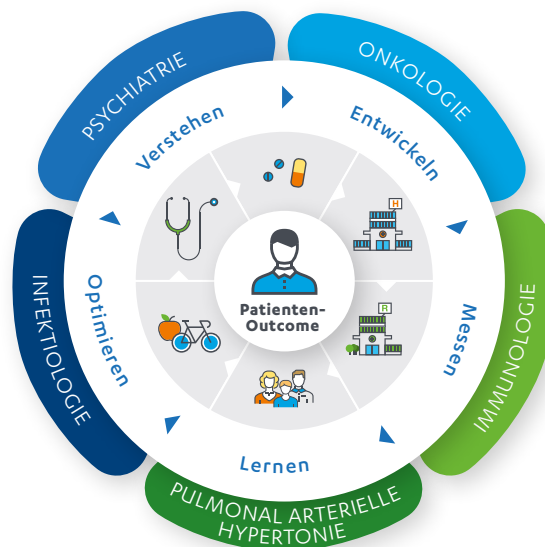 PSYCHIATRIE
ONKOLOGIE
Verstehen
Entwickeln
H
Patienten-
Outcome
R
Optimieren
Messen
INFEKTIOLOGIE
IMMUNOLOGIE
Lernen
PULMONAL ARTERIELLE
HYPERTONIE